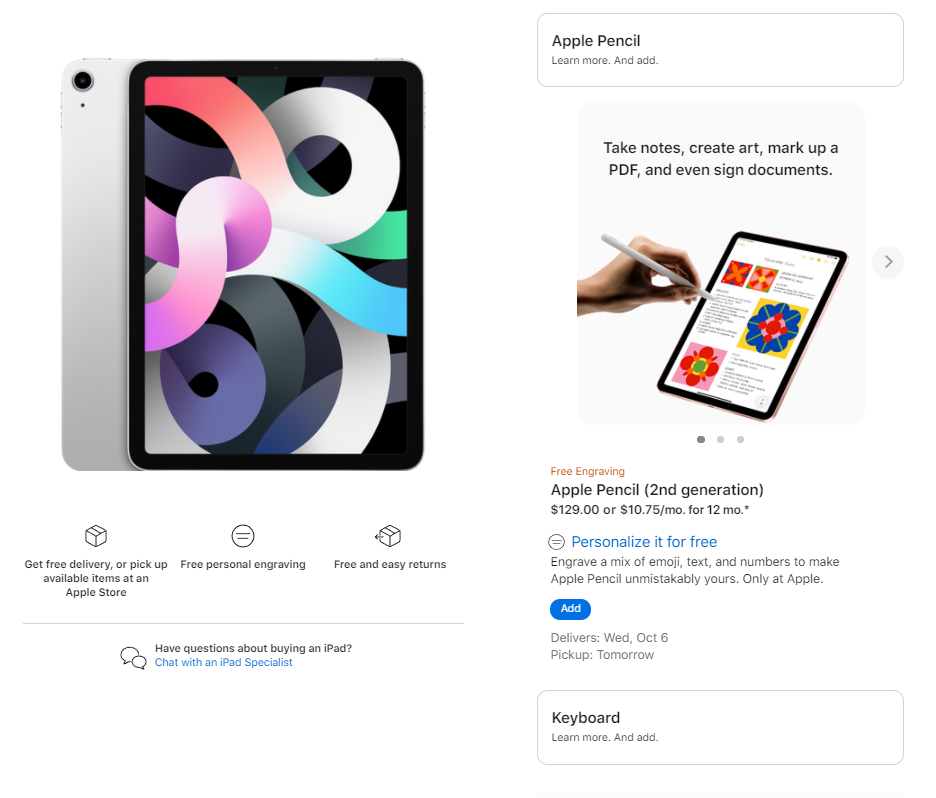 Get free delivery, or pick up
available items at an
Apple Store
Free personal engraving
Free and easy returns
Have questions about buying an iPad?
Chat with an iPad Specialist
Apple Pencil
Learn more. And add.
Take notes, create art, mark up a
PDF, and even sign documents.
Free Engraving
Apple Pencil (2nd generation)
$129.00 or $10.75/mo. for 12 mo.*
Personalize it for free
Engrave a mix of emoji, text, and numbers to make
Apple Pencil unmistakably yours. Only at Apple.
Add
Delivers: Wed, Oct 6
Pickup: Tomorrow
Keyboard
Learn more. And add.